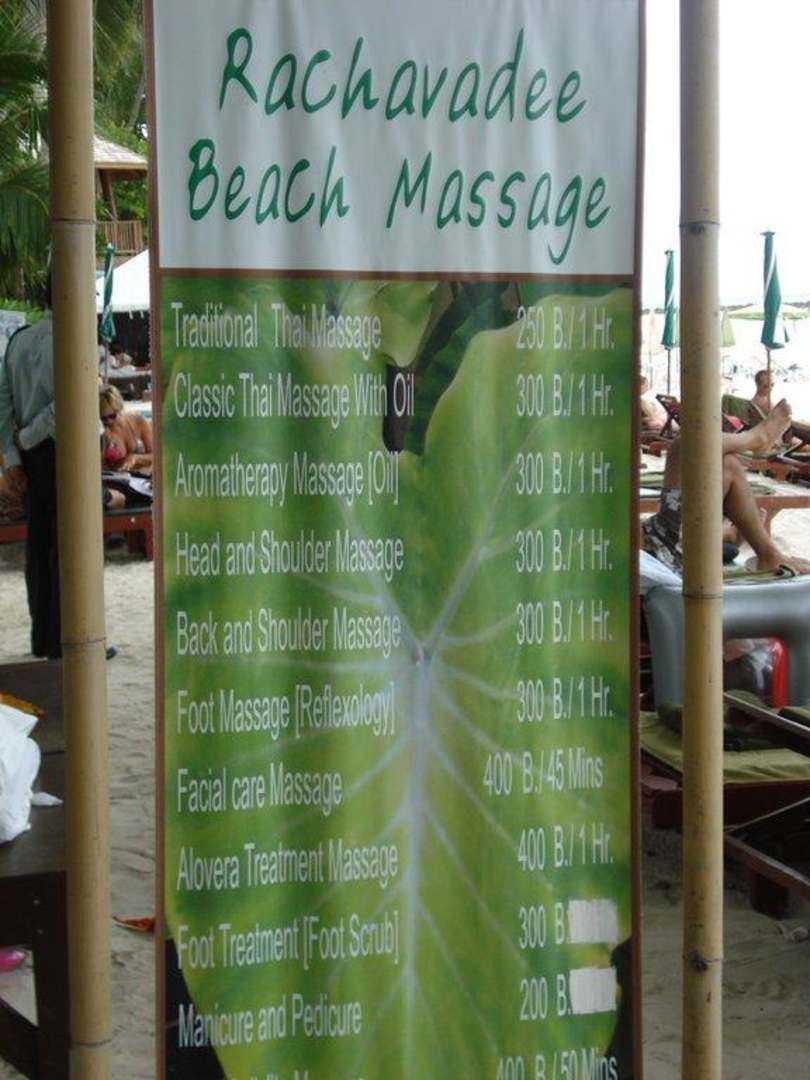 Rachavadee
Beach Massage
Traditional Thai Massage 250 B./1 Hr.
Classic Thai Massage With Oil 300 B./1 Hr.
Aromatherapy Massage [Oil] 300 B./1 Hr.
Head and Shoulder Massage 300 B./1 Hr.
Back and Shoulder Massage 300 B./1 Hr.
Foot Massage [Reflexology] 300 B./1 Hr.
Facial care Massage 400 B./45 Mins
Alovera Treatment Massage 400 B./1 Hr.
Foot Treatment [Foot Scrub] 300 B.
Manicure and Pedicure 200 B.
400 B./50 Mins